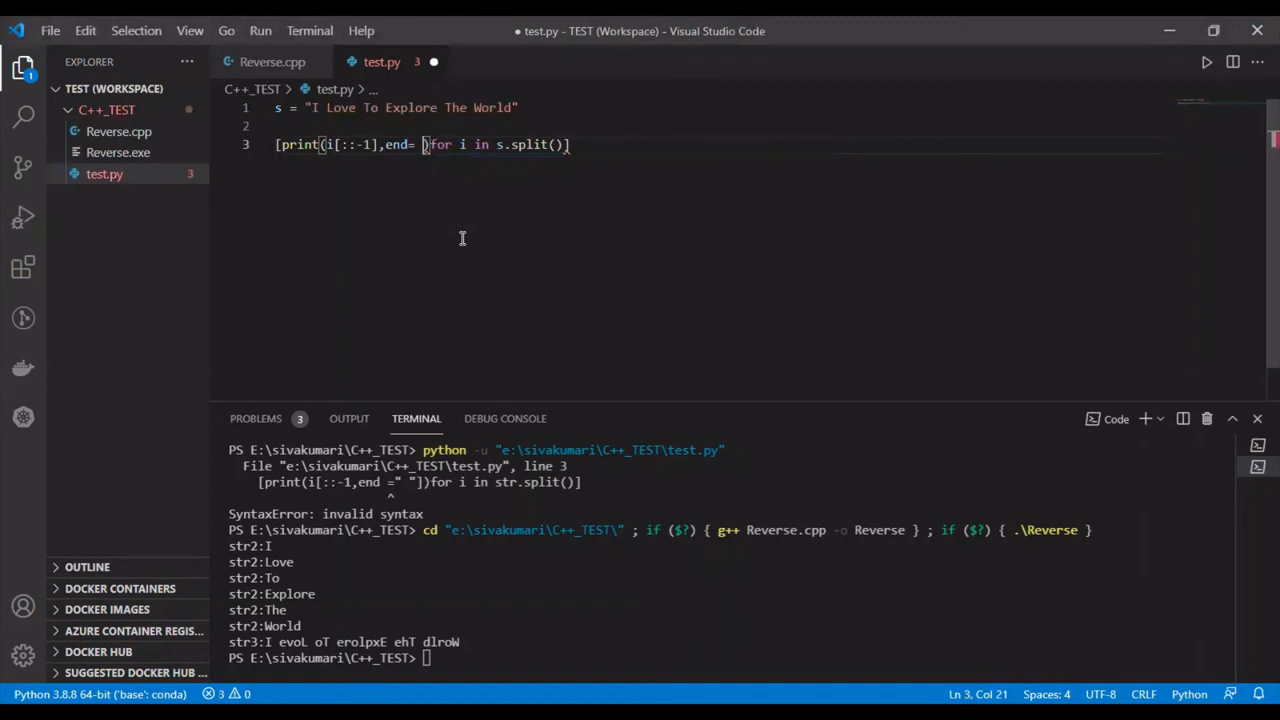 File Edit Selection View Go Run Terminal Help
● test.py - TEST (Workspace) - Visual Studio Code
EXPLORER ···
TEST (WORKSPACE)
C++_TEST
Reverse.cpp
Reverse.exe
test.py 3
OUTLINE
DOCKER CONTAINERS
DOCKER IMAGES
AZURE CONTAINER REGIS...
DOCKER HUB
SUGGESTED DOCKER HUB ...
1
Reverse.cpp test.py 3 ●
C++_TEST > test.py > ...
1 s = "I Love To Explore The World"
2
3 [print(i[::-1],end= )for i in s.split()]
PROBLEMS 3 OUTPUT TERMINAL DEBUG CONSOLE Code
PS E:\sivakumari\C++_TEST> python -u "e:\sivakumari\C++_TEST\test.py"
File "e:\sivakumari\C++_TEST\test.py", line 3
[print(i[::-1,end =" "])for i in str.split()]
^
SyntaxError: invalid syntax
PS E:\sivakumari\C++_TEST> cd "e:\sivakumari\C++_TEST\" ; if ($?) { g++ Reverse.cpp -o Reverse } ; if ($?) { .\Reverse }
str2:I
str2:Love
str2:To
str2:Explore
str2:The
str2:World
str3:I evoL oT erolpxE ehT dlroW
PS E:\sivakumari\C++_TEST>
Python 3.8.8 64-bit ('base': conda) 3 0 Ln 3, Col 21 Spaces: 4 UTF-8 CRLF Python